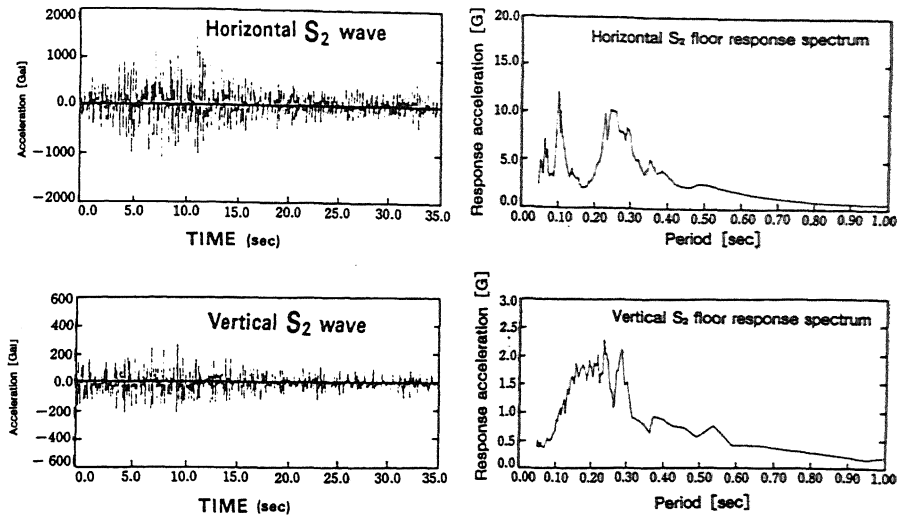 Horizontal S₂ wave
Acceleration [Gal]
2000
1000
0.0
−1000
−2000
0.0 5.0 10.0 15.0 20.0 25.0 30.0 35.0
TIME (sec)
Horizontal S₂ floor response spectrum
Response acceleration [G]
20.0
15.0
10.0
5.0
0.0
0.00 0.10 0.20 0.30 0.40 0.50 0.60 0.70 0.80 0.90 1.00
Period [sec]
Vertical S₂ wave
Acceleration [Gal]
600
400
200
0.0
−200
−400
−600
0.0 5.0 10.0 15.0 20.0 25.0 30.0 35.0
TIME (sec)
Vertical S₂ floor response spectrum
Response acceleration [G]
3.0
2.5
2.0
1.5
1.0
0.5
0.0
0.00 0.10 0.20 0.30 0.40 0.50 0.60 0.70 0.80 0.90 1.00
Period [sec]